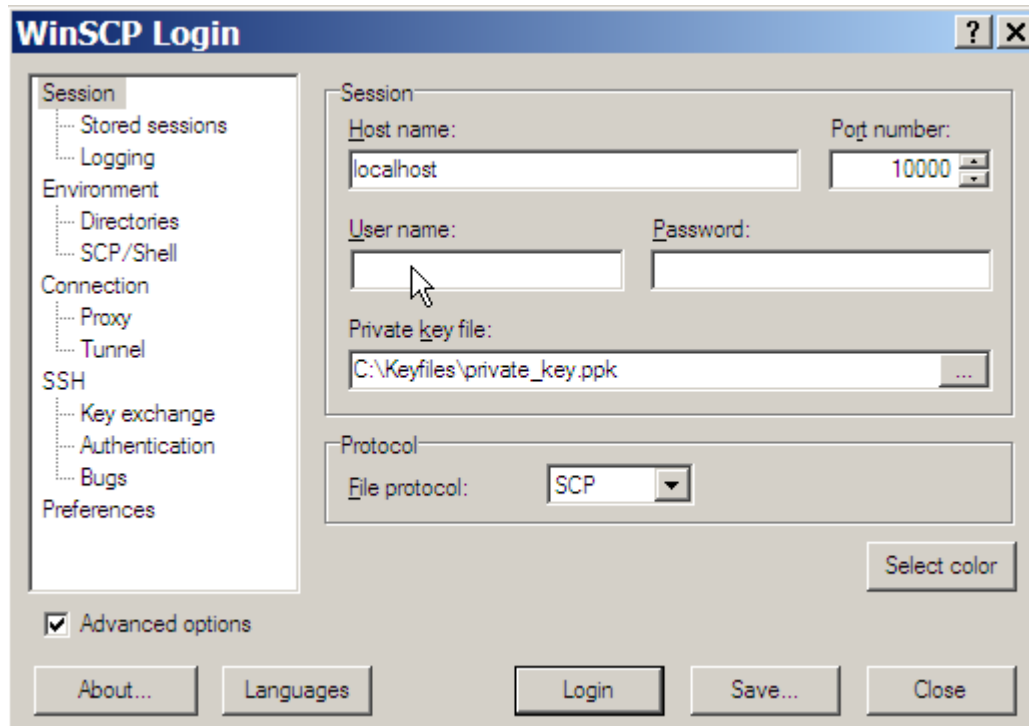 WinSCP Login
Session
Stored sessions
Logging
Environment
Directories
SCP/Shell
Connection
Proxy
Tunnel
SSH
Key exchange
Authentication
Bugs
Preferences
Session
Host name:
Port number:
localhost
10000
User name:
Password:
Private key file:
C:\Keyfiles\private_key.ppk
...
Protocol
File protocol:
SCP
Select color
Advanced options
About...
Languages
Login
Save...
Close